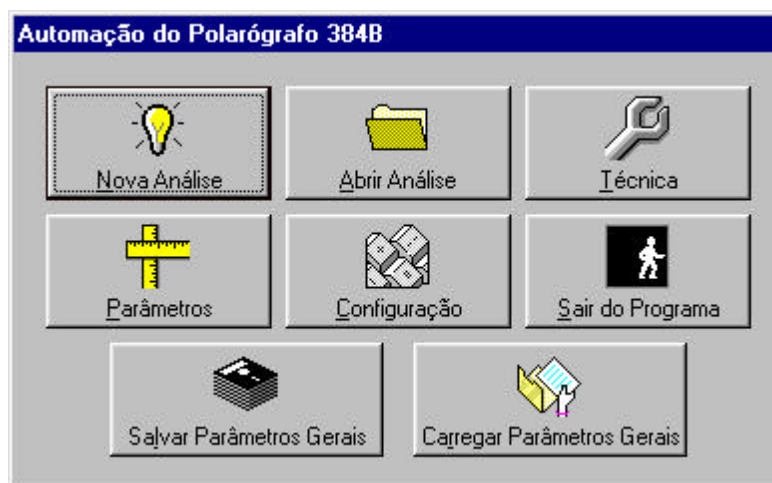 Automação do Polarógrafo 384B
Nova Análise
Abrir Análise
Técnica
Parâmetros
Configuração
Sair do Programa
Salvar Parâmetros Gerais
Carregar Parâmetros Gerais